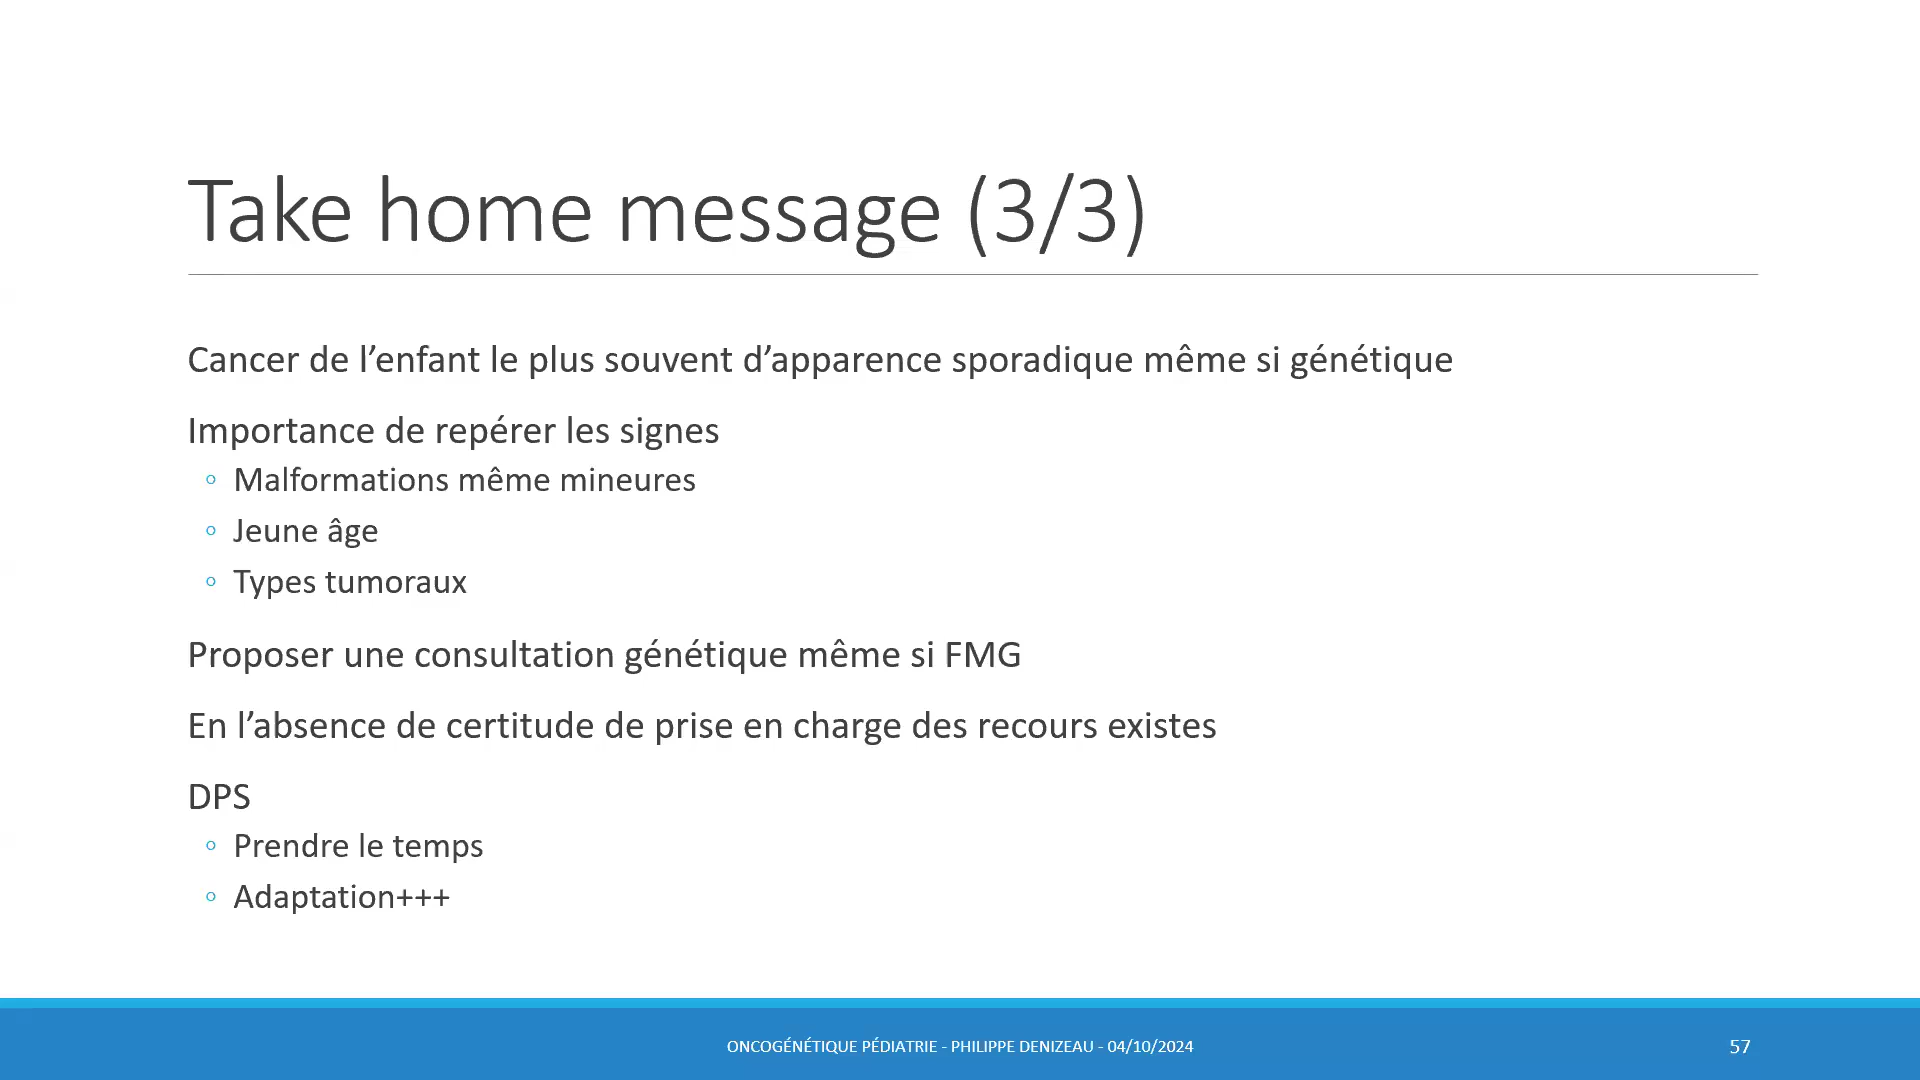 Take home message (3/3)
Cancer de l’enfant le plus souvent d’apparence sporadique même si génétique
Importance de repérer les signes
◦ Malformations même mineures
◦ Jeune âge
◦ Types tumoraux
Proposer une consultation génétique même si FMG
En l’absence de certitude de prise en charge des recours existes
DPS
◦ Prendre le temps
◦ Adaptation+++
ONCOGÉNÉTIQUE PÉDIATRIE - PHILIPPE DENIZEAU - 04/10/2024
57